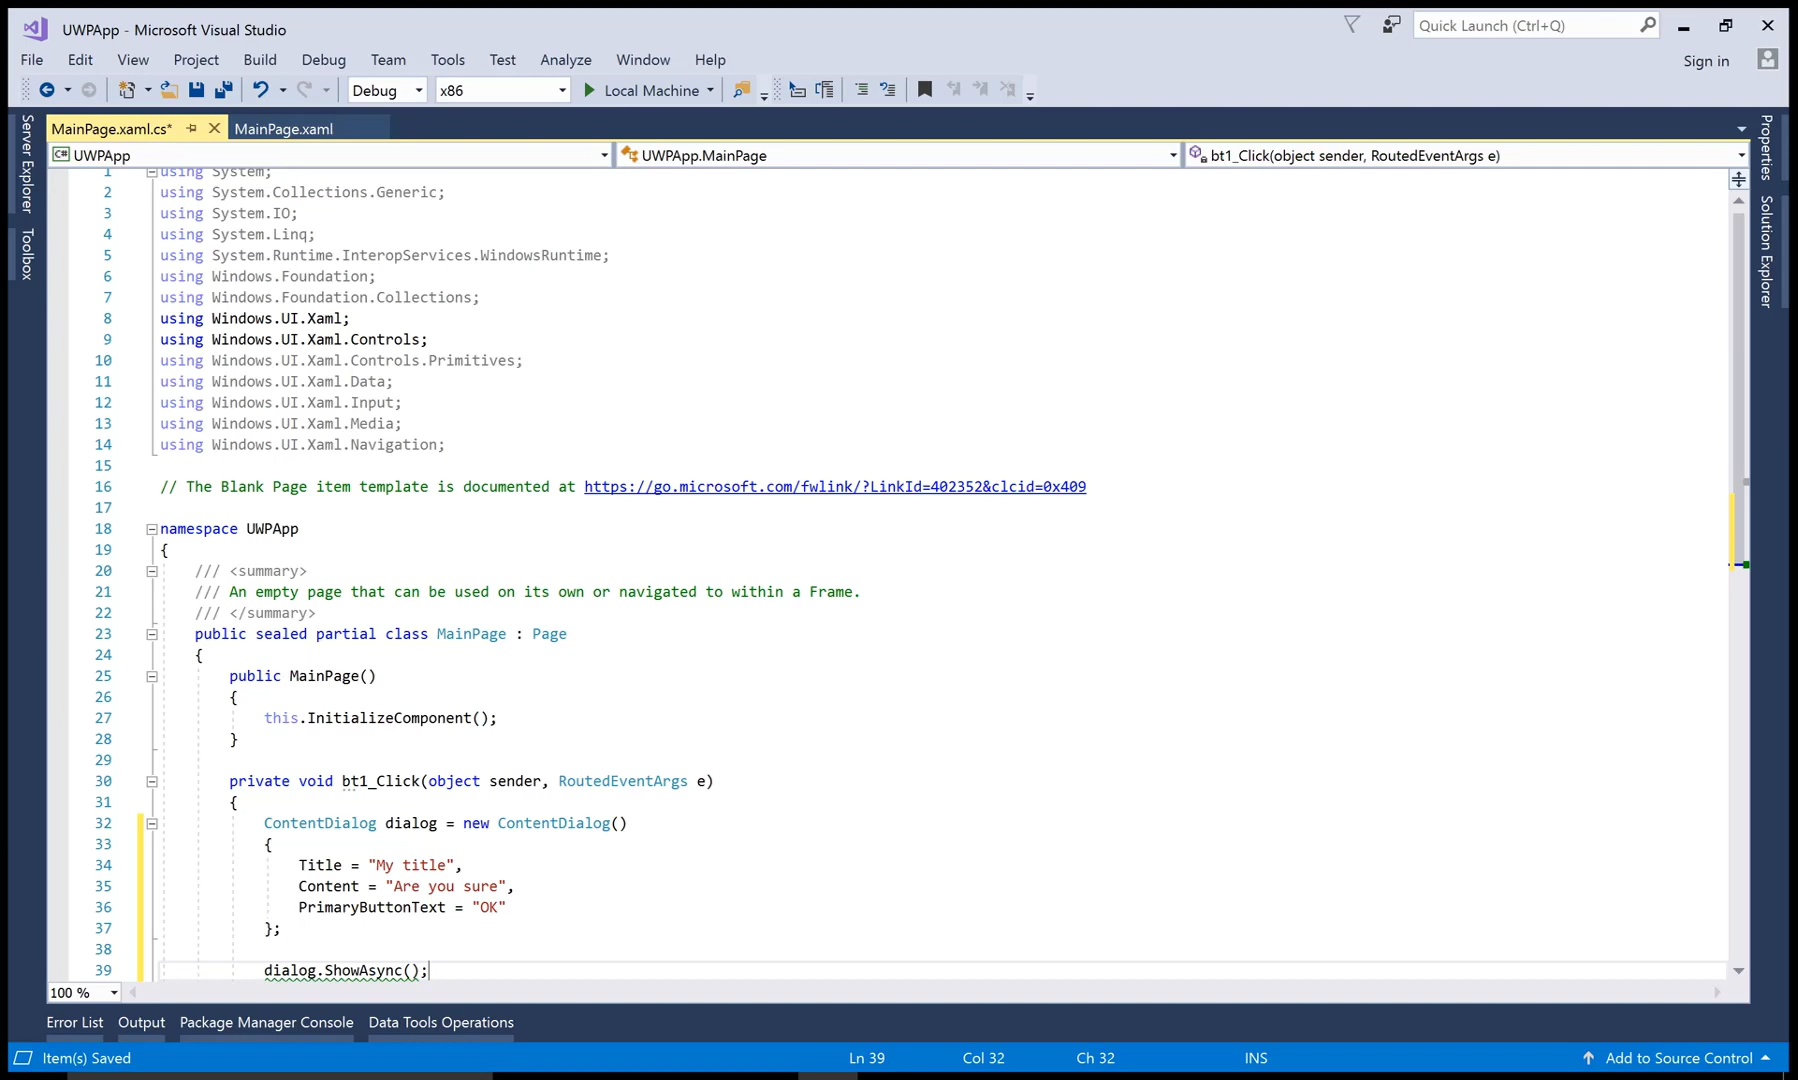 UWPApp - Microsoft Visual Studio
Quick Launch (Ctrl+Q)
File Edit View Project Build Debug Team Tools Test Analyze Window Help
Sign in
Debug x86 Local Machine
Server Explorer
Toolbox
MainPage.xaml.cs* MainPage.xaml
C# UWPApp UWPApp.MainPage bt1_Click(object sender, RoutedEventArgs e)
Properties
Solution Explorer
1 using System;
2 using System.Collections.Generic;
3 using System.IO;
4 using System.Linq;
5 using System.Runtime.InteropServices.WindowsRuntime;
6 using Windows.Foundation;
7 using Windows.Foundation.Collections;
8 using Windows.UI.Xaml;
9 using Windows.UI.Xaml.Controls;
10 using Windows.UI.Xaml.Controls.Primitives;
11 using Windows.UI.Xaml.Data;
12 using Windows.UI.Xaml.Input;
13 using Windows.UI.Xaml.Media;
14 using Windows.UI.Xaml.Navigation;
15
16 // The Blank Page item template is documented at https://go.microsoft.com/fwlink/?LinkId=402352&clcid=0x409
17
18 namespace UWPApp
19 {
20 /// <summary>
21 /// An empty page that can be used on its own or navigated to within a Frame.
22 /// </summary>
23 public sealed partial class MainPage : Page
24 {
25 public MainPage()
26 {
27 this.InitializeComponent();
28 }
29
30 private void bt1_Click(object sender, RoutedEventArgs e)
31 {
32 ContentDialog dialog = new ContentDialog()
33 {
34 Title = "My title",
35 Content = "Are you sure",
36 PrimaryButtonText = "OK"
37 };
38
39 dialog.ShowAsync();
100 %
Error List Output Package Manager Console Data Tools Operations
Item(s) Saved Ln 39 Col 32 Ch 32 INS Add to Source Control